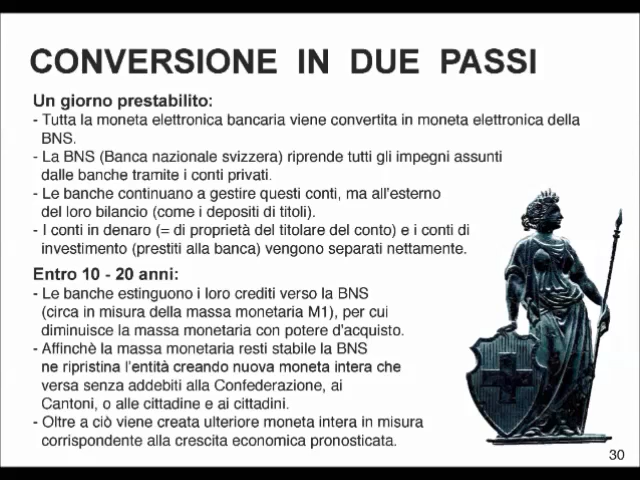 CONVERSIONE IN DUE PASSI
Un giorno prestabilito:
- Tutta la moneta elettronica bancaria viene convertita in moneta elettronica della
BNS.
- La BNS (Banca nazionale svizzera) riprende tutti gli impegni assunti
dalle banche tramite i conti privati.
- Le banche continuano a gestire questi conti, ma all'esterno
del loro bilancio (come i depositi di titoli).
- I conti in denaro (= di proprietà del titolare del conto) e i conti di
investimento (prestiti alla banca) vengono separati nettamente.
Entro 10 - 20 anni:
- Le banche estinguono i loro crediti verso la BNS
(circa in misura della massa monetaria M1), per cui
diminuisce la massa monetaria con potere d'acquisto.
- Affinchè la massa monetaria resti stabile la BNS
ne ripristina l'entità creando nuova moneta intera che
versa senza addebiti alla Confederazione, ai
Cantoni, o alle cittadine e ai cittadini.
- Oltre a ciò viene creata ulteriore moneta intera in misura
corrispondente alla crescita economica pronosticata.
30